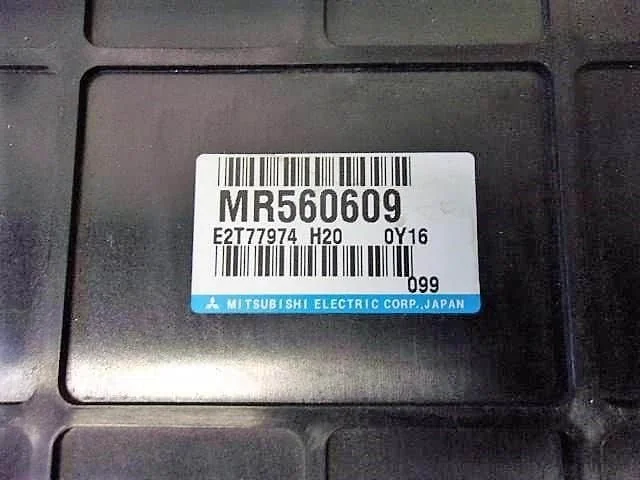 MR560609
E2T77974 H20 0Y16
099
MITSUBISHI ELECTRIC CORP.,JAPAN